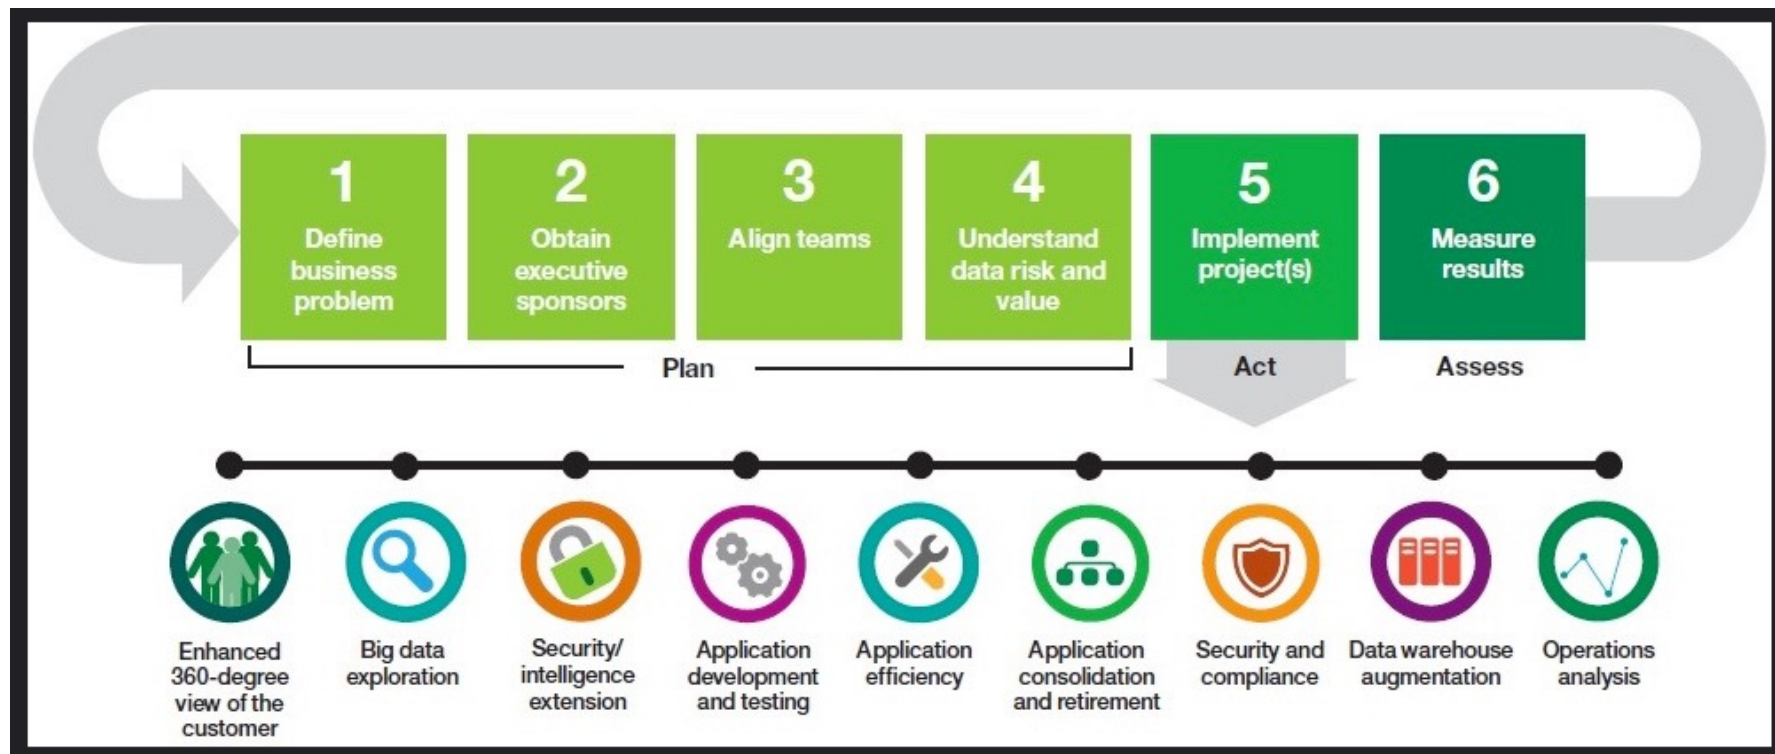 1
Define
business
problem
2
Obtain
executive
sponsors
3
Align teams
4
Understand
data risk and
value
5
Implement
project(s)
6
Measure
results
Plan
Act
Assess
Enhanced
360-degree
view of the
customer
Big data
exploration
Security/
intelligence
extension
Application
development
and testing
Application
efficiency
Application
consolidation
and retirement
Security and
compliance
Data warehouse
augmentation
Operations
analysis